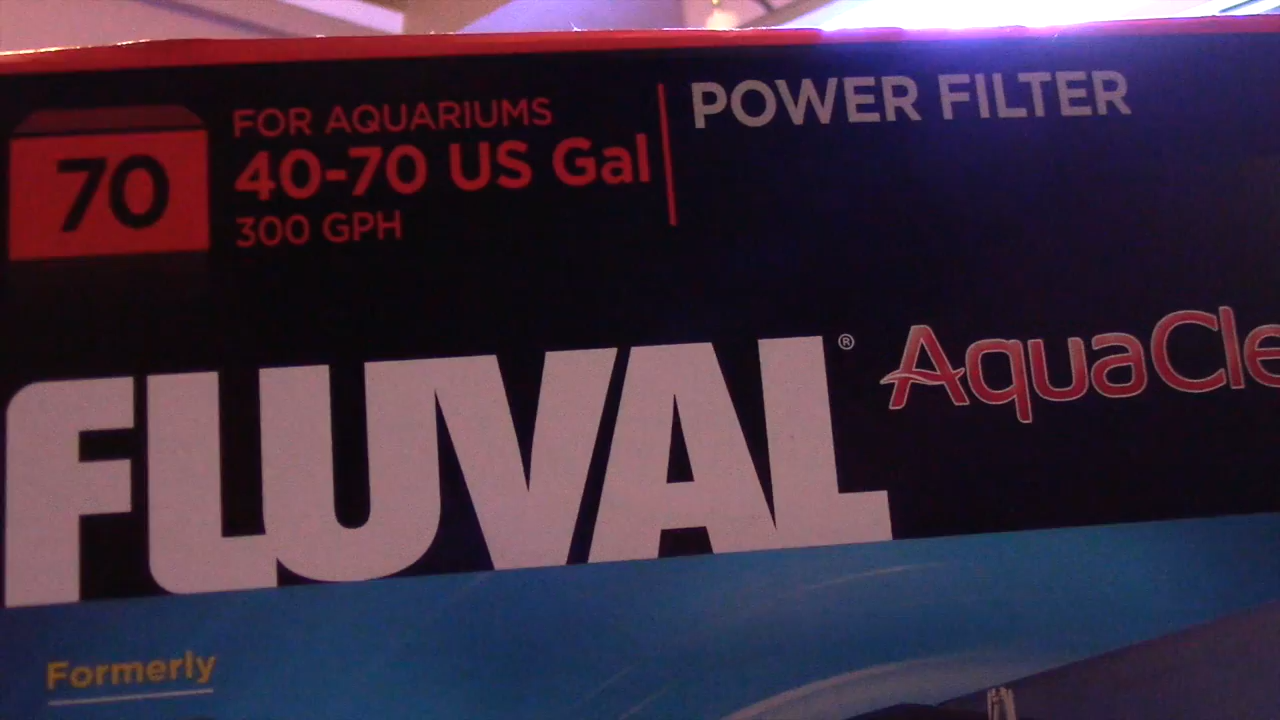 70
FOR AQUARIUMS
40-70 US Gal
300 GPH
POWER FILTER
FLUVAL®
AquaCle
Formerly